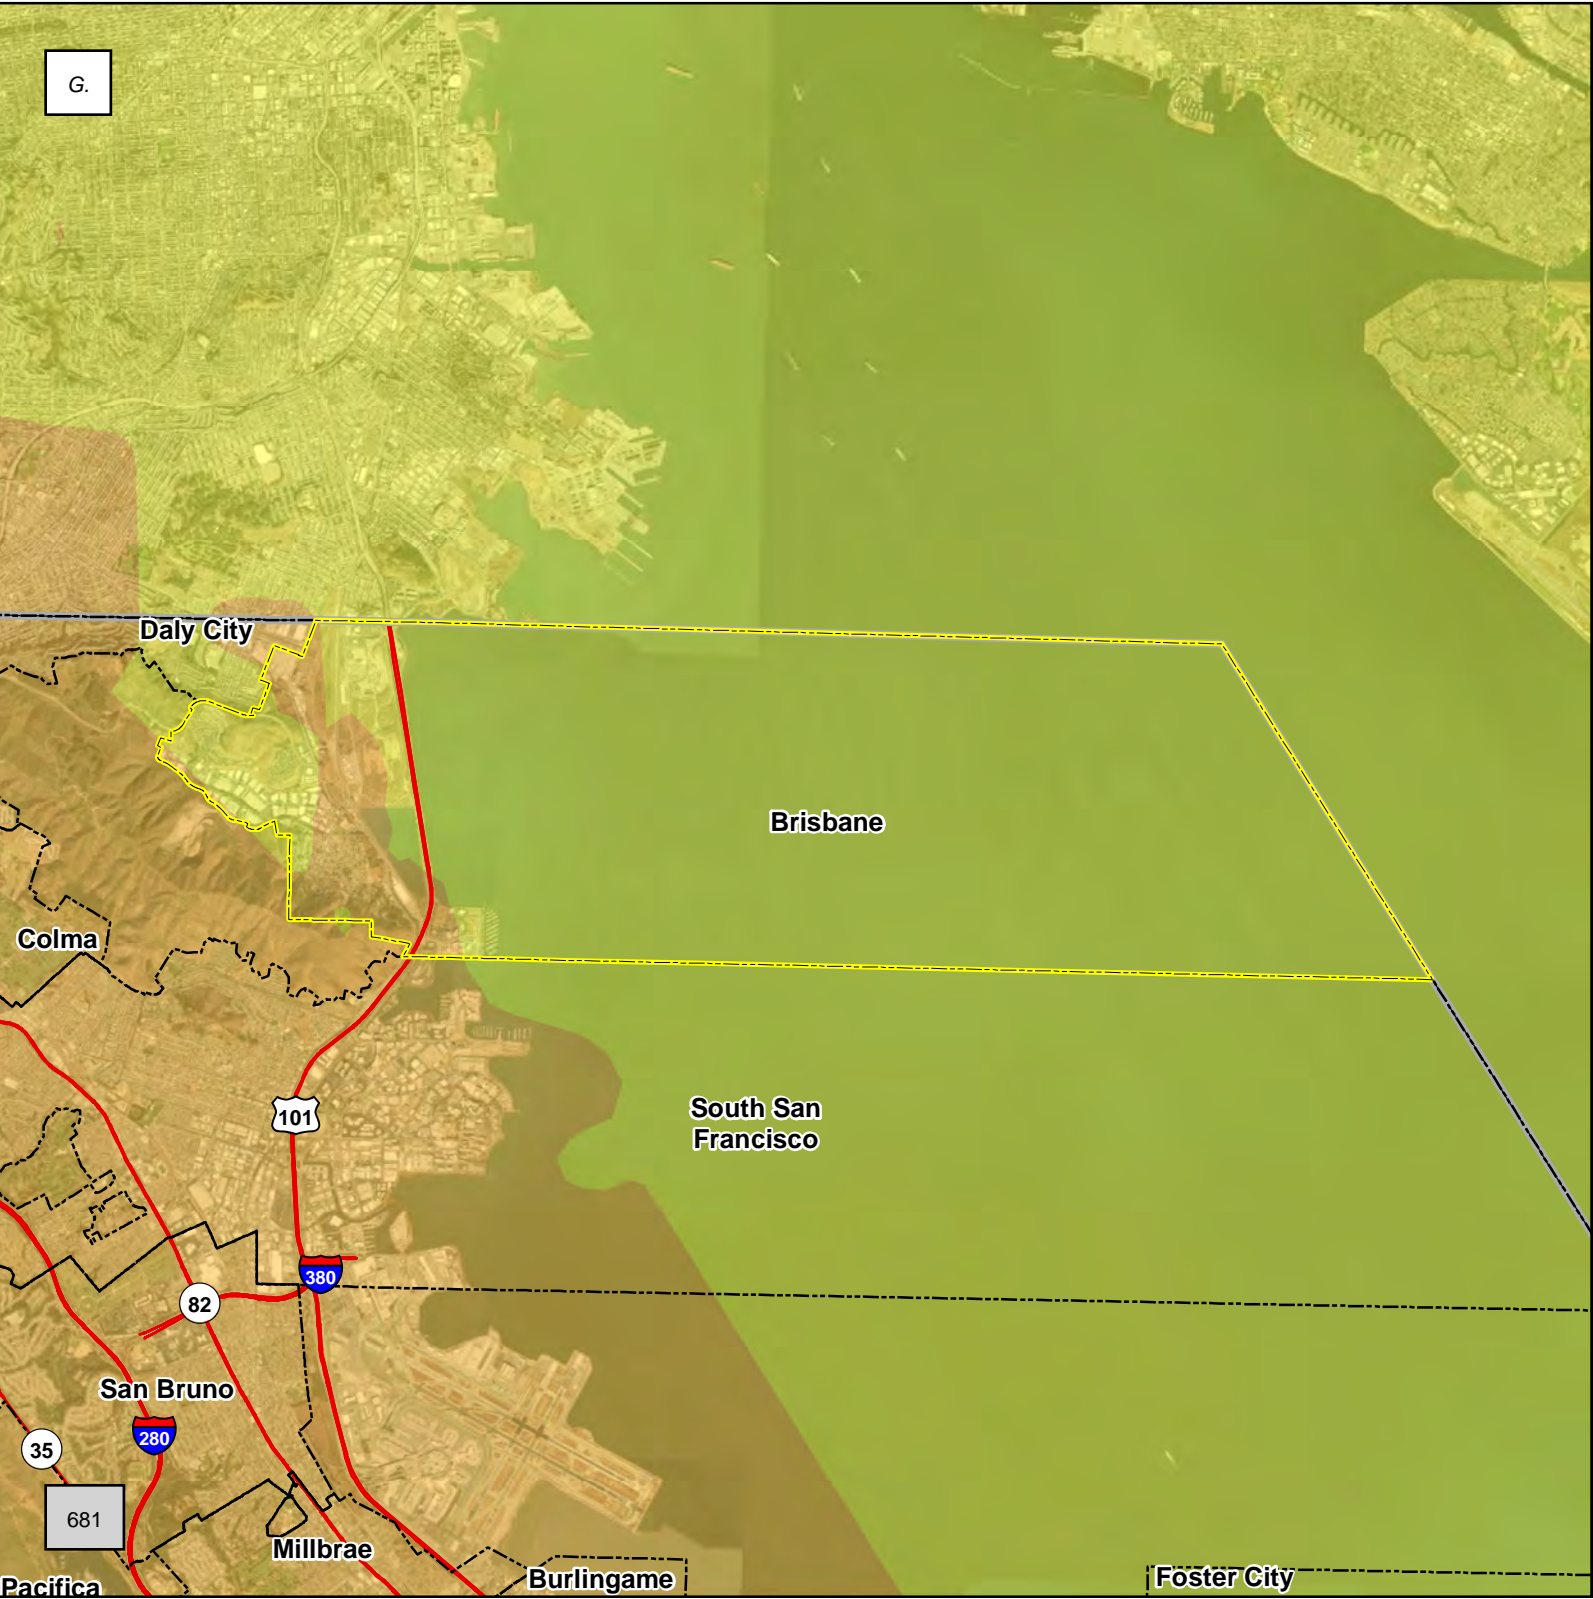 G.
Daly City
Brisbane
Colma
South San
Francisco
101
380
82
San Bruno
280
35
681
Millbrae
Burlingame
Foster City
Pacifica